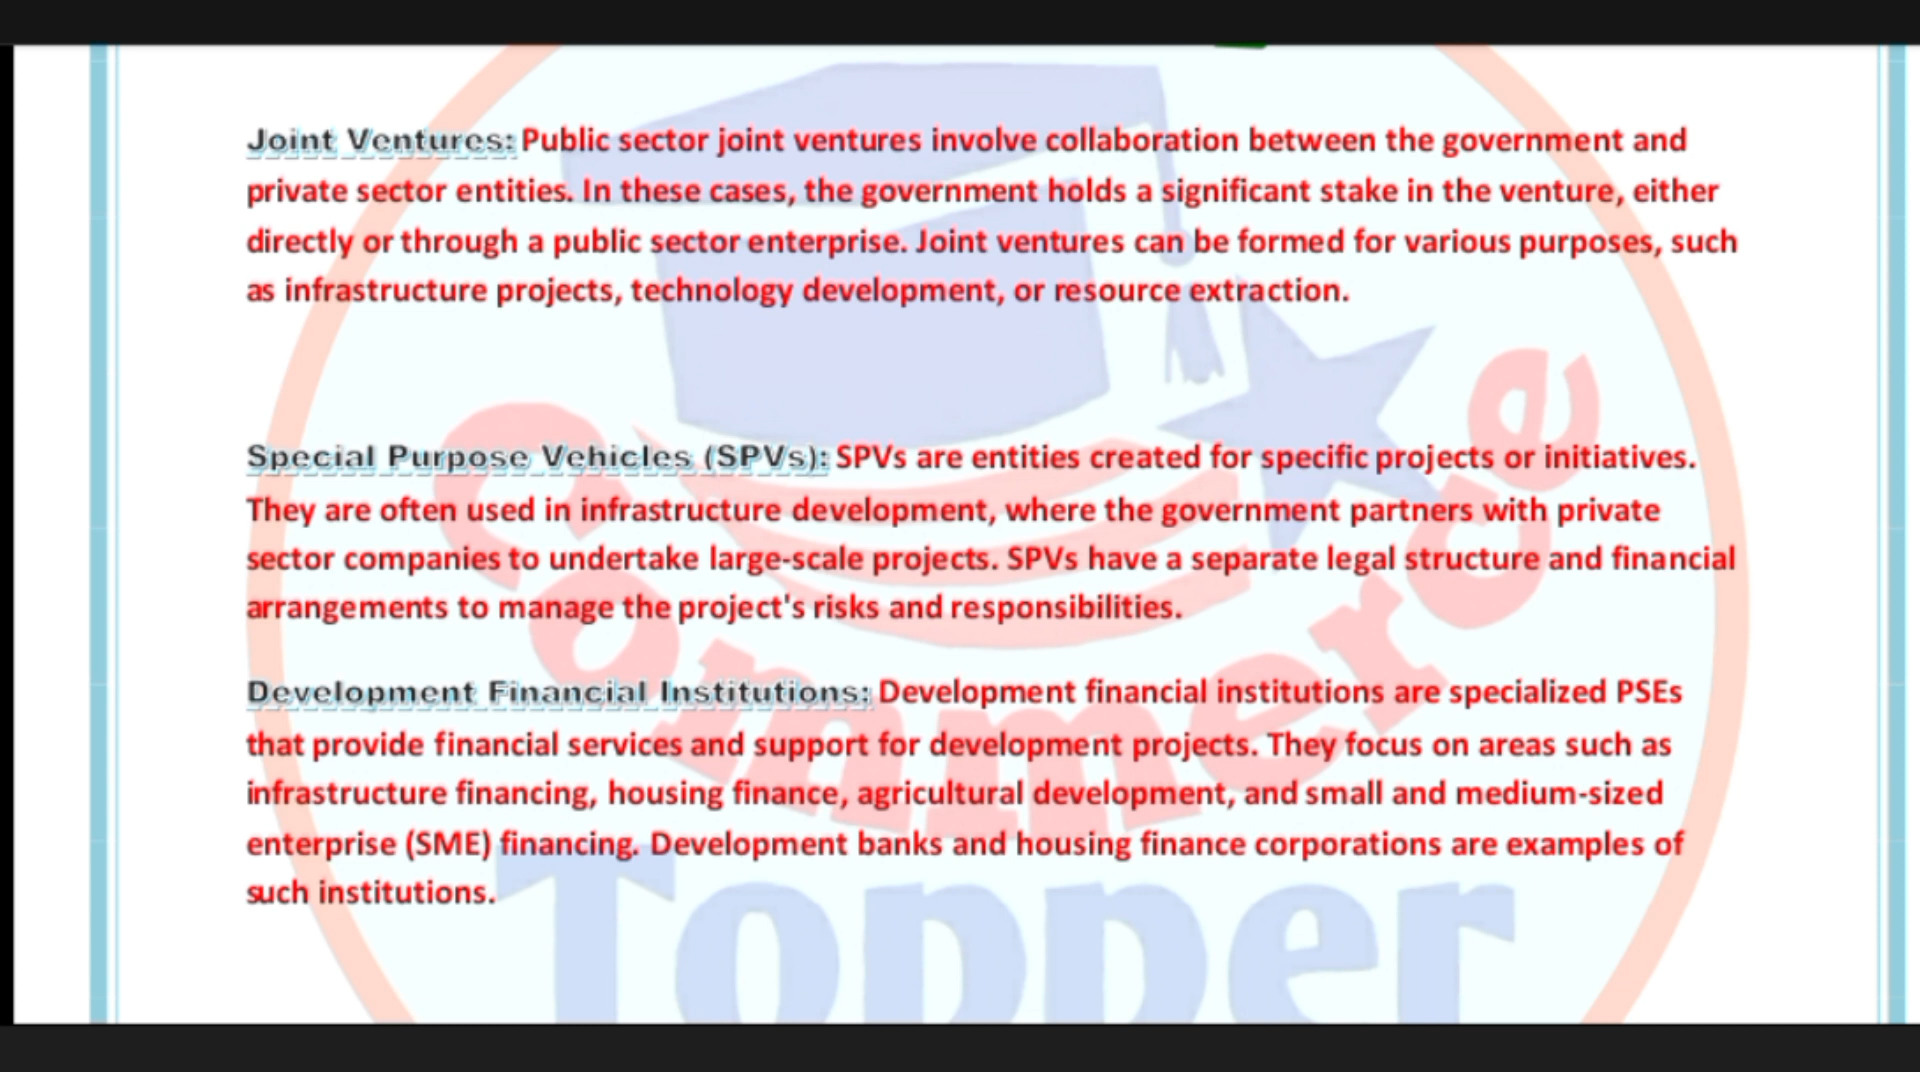 Joint Ventures: Public sector joint ventures involve collaboration between the government and
private sector entities. In these cases, the government holds a significant stake in the venture, either
directly or through a public sector enterprise. Joint ventures can be formed for various purposes, such
as infrastructure projects, technology development, or resource extraction.
Special Purpose Vehicles (SPVs): SPVs are entities created for specific projects or initiatives.
They are often used in infrastructure development, where the government partners with private
sector companies to undertake large-scale projects. SPVs have a separate legal structure and financial
arrangements to manage the project's risks and responsibilities.
Development Financial Institutions: Development financial institutions are specialized PSEs
that provide financial services and support for development projects. They focus on areas such as
infrastructure financing, housing finance, agricultural development, and small and medium-sized
enterprise (SME) financing. Development banks and housing finance corporations are examples of
such institutions.
Commerce
Topper